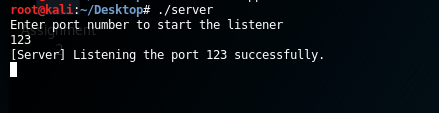 root@kali:~/Desktop# ./server
Enter port number to start the listener
123
[Server] Listening the port 123 successfully.